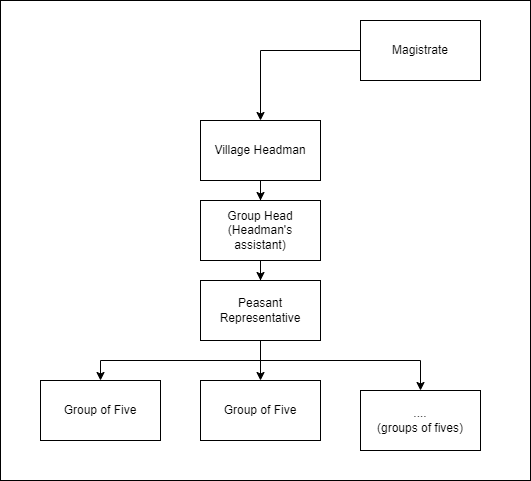 Magistrate
Village Headman
Group Head
(Headman's
assistant)
Peasant
Representative
Group of Five
Group of Five
....
(groups of fives)